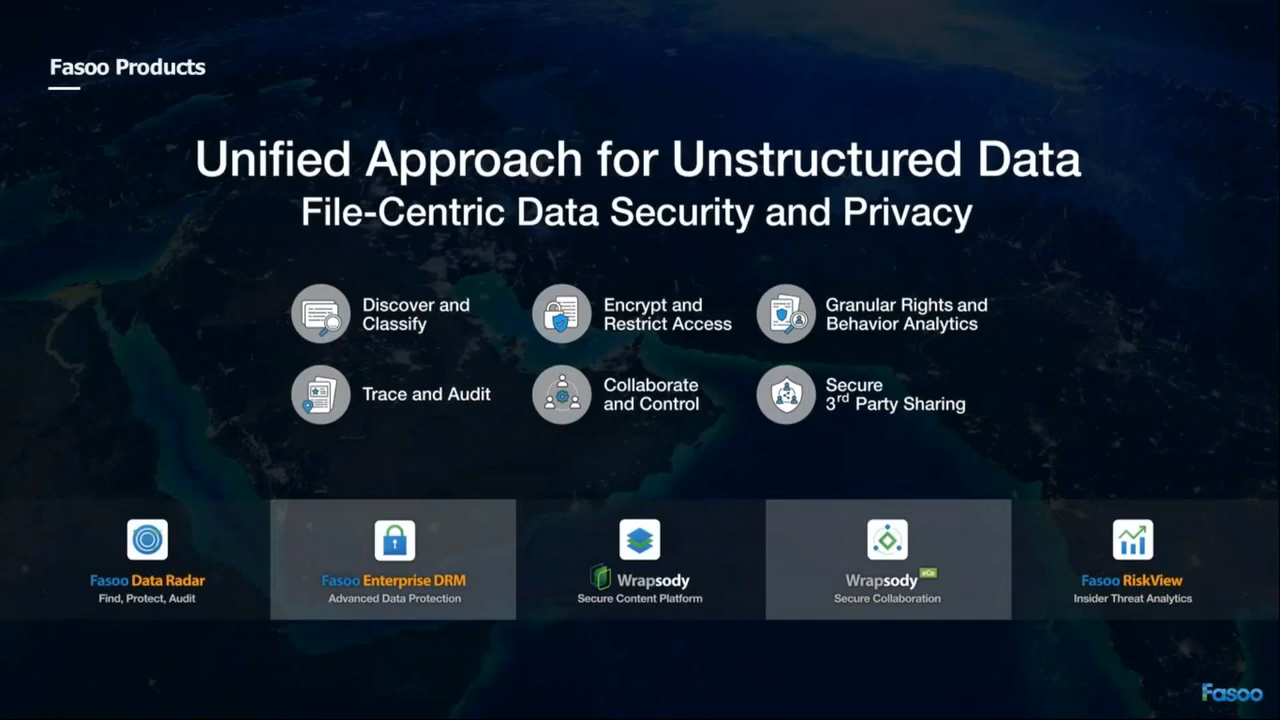 Fasoo Products
Unified Approach for Unstructured Data
File-Centric Data Security and Privacy
Discover and
Classify
Encrypt and
Restrict Access
Granular Rights and
Behavior Analytics
Trace and Audit
Collaborate
and Control
Secure
3rd Party Sharing
Fasoo Data Radar
Find, Protect, Audit
Fasoo Enterprise DRM
Advanced Data Protection
Wrapsody
Secure Content Platform
Wrapsody eCo
Secure Collaboration
Fasoo RiskView
Insider Threat Analytics
Fasoo